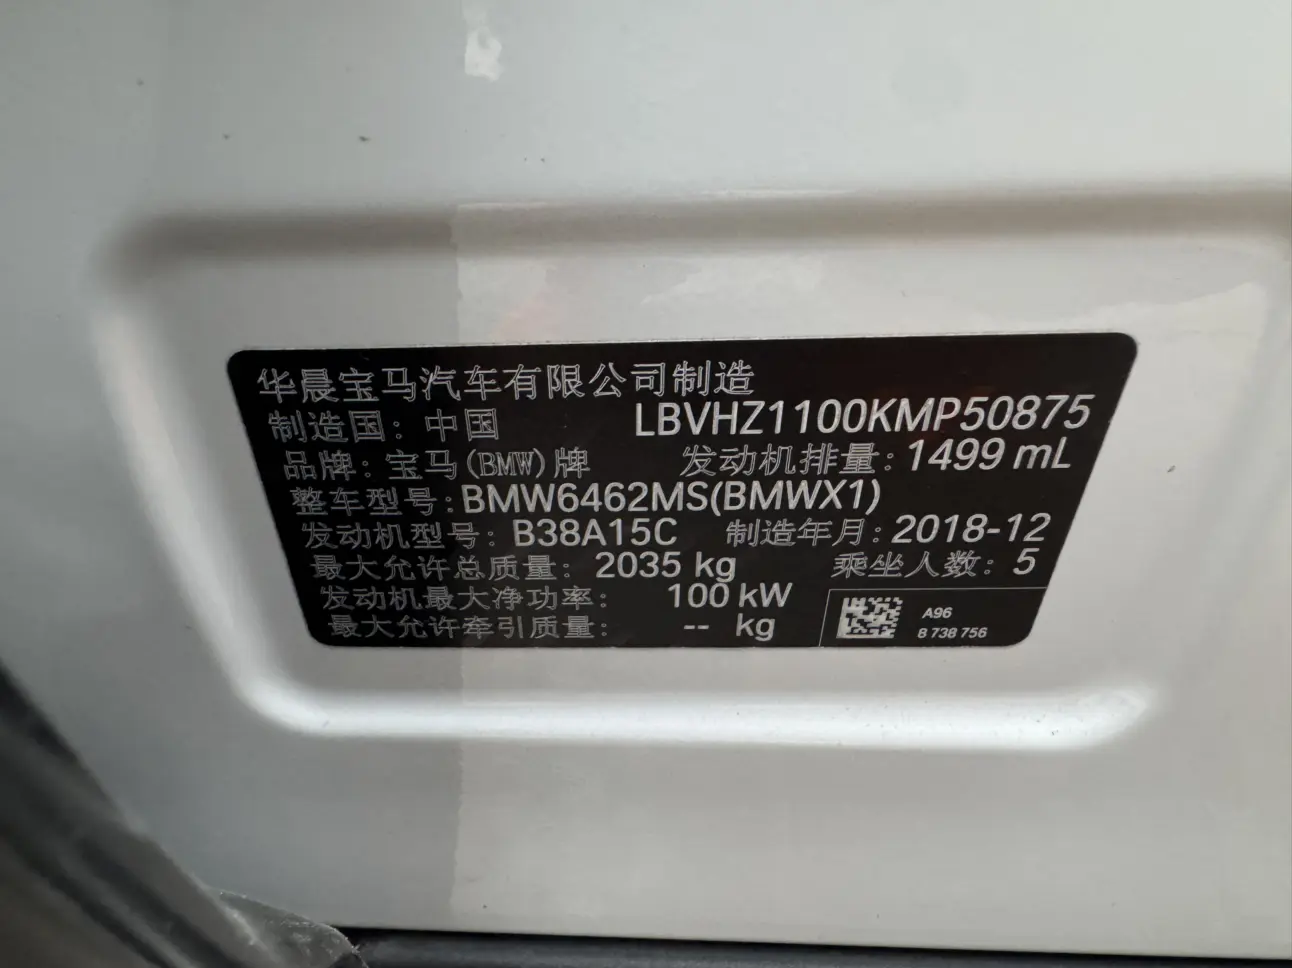 华晨宝马汽车有限公司制造
制造国：中国 LBVHZ1100KMP50875
品牌：宝马(BMW)牌 发动机排量：1499 mL
整车型号：BMW6462MS(BMWX1)
发动机型号：B38A15C 制造年月：2018-12
最大允许总质量：2035 kg 乘坐人数：5
发动机最大净功率：100 kW
最大允许牵引质量：-- kg
A96
8 738 756